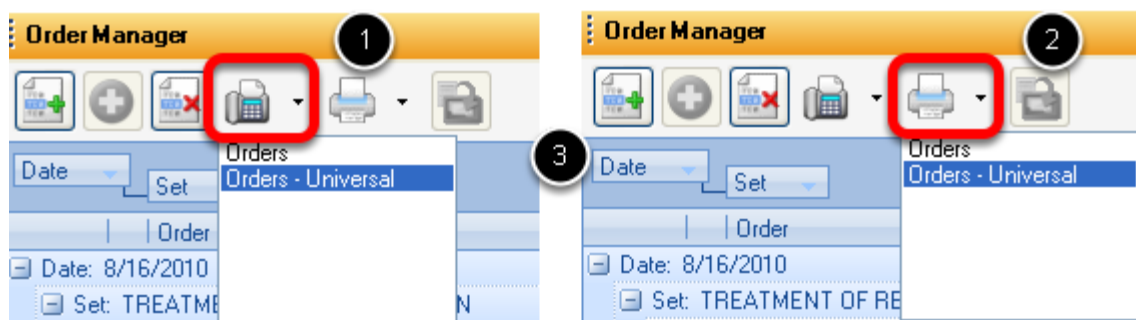 Order Manager
1
Orders
Orders - Universal
Date
Set
Order
Date: 8/16/2010
Set: TREATME
N
Order Manager
2
3
Orders
Orders - Universal
Date
Set
Order
Date: 8/16/2010
Set: TREATMENT OF RE